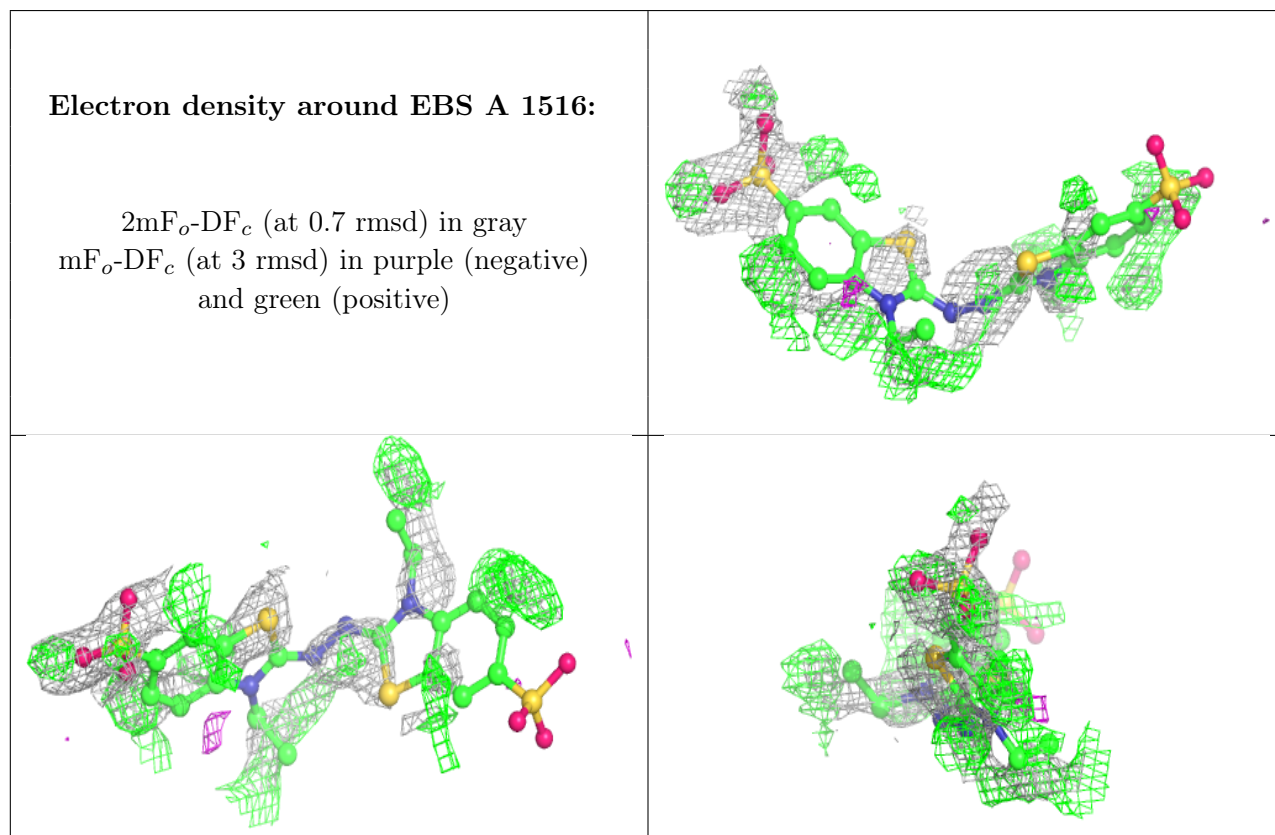 Electron density around EBS A 1516:
2mFo-DFc (at 0.7 rmsd) in gray
mFo-DFc (at 3 rmsd) in purple (negative)
and green (positive)